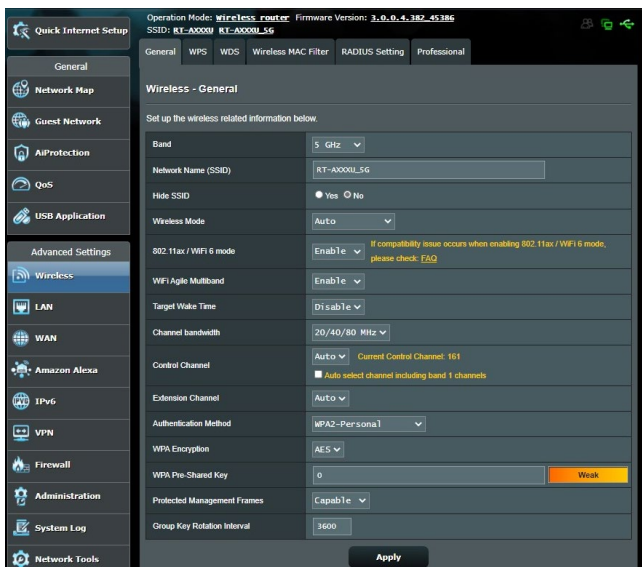 Quick Internet Setup
General
Network Map
Guest Network
AiProtection
QoS
USB Application
Advanced Settings
Wireless
LAN
WAN
Amazon Alexa
IPv6
VPN
Firewall
Administration
System Log
Network Tools
Operation Mode: Wireless router Firmware Version: 3.0.0.4.382_45386
SSID: RT-AXXXU RT-AXXXU_5G
General WPS WDS Wireless MAC Filter RADIUS Setting Professional
Wireless - General
Set up the wireless related information below.
Band 5 GHz
Network Name (SSID) RT-AXXXU_5G
Hide SSID Yes No
Wireless Mode Auto
802.11ax / WiFi 6 mode Enable If compatibility issue occurs when enabling 802.11ax / WiFi 6 mode,
please check: FAQ
WiFi Agile Multiband Enable
Target Wake Time Disable
Channel bandwidth 20/40/80 MHz
Control Channel Auto Current Control Channel: 161
Auto select channel including band 1 channels
Extension Channel Auto
Authentication Method WPA2-Personal
WPA Encryption AES
WPA Pre-Shared Key 0 Weak
Protected Management Frames Capable
Group Key Rotation Interval 3600
Apply